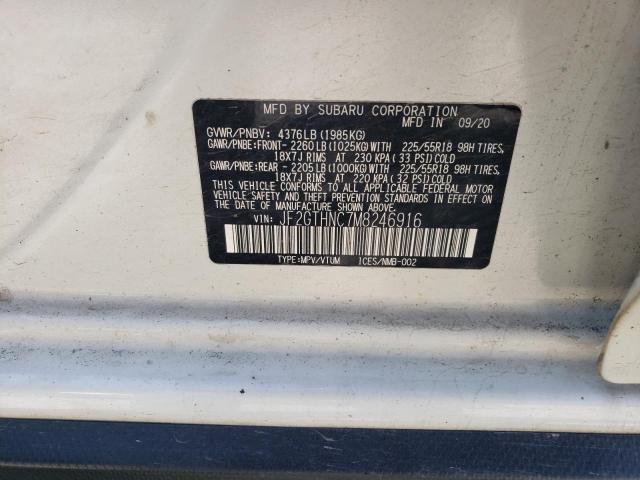 MFD BY SUBARU CORPORATION
MFD IN 09/20
GVWR/PNBV: 4376LB(1985KG)
GAWR/PNBE:FRONT-2260LB(1025KG)WITH 225/55R18 98H TIRES,
18X7J RIMS AT 230 KPA(33 PSI)COLD
GAWR/PNBE:REAR-2205LB(1000KG)WITH 225/55R18 98H TIRES,
18X7J RIMS AT 220 KPA(32 PSI)COLD
THIS VEHICLE CONFORMS TO ALL APPLICABLE FEDERAL MOTOR
VEHICLE SAFETY AND THEFT PREVENTION STANDARDS IN EFFECT ON THE
DATE OF MANUFACTURE SHOWN ABOVE.
VIN: JF2GTHNC7M8246916
TYPE:MPV/VTUM ICES/NMB-002